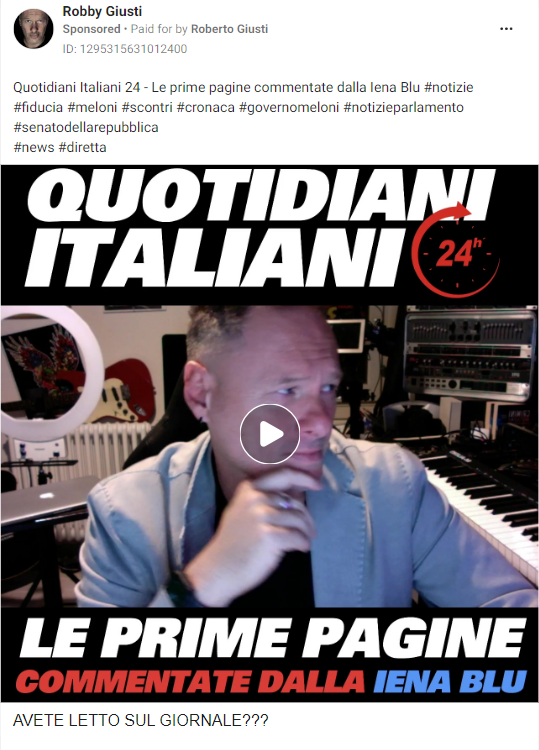 Robby Giusti
Sponsored • Paid for by Roberto Giusti
ID: 1295315631012400
Quotidiani Italiani 24 - Le prime pagine commentate dalla Iena Blu #notizie
#fiducia #meloni #scontri #cronaca #governomeloni #notizieparlamento
#senatodellarepubblica
#news #diretta
QUOTIDIANI
ITALIANI
24h
LE PRIME PAGINE
COMMENTATE DALLA IENA BLU
AVETE LETTO SUL GIORNALE???